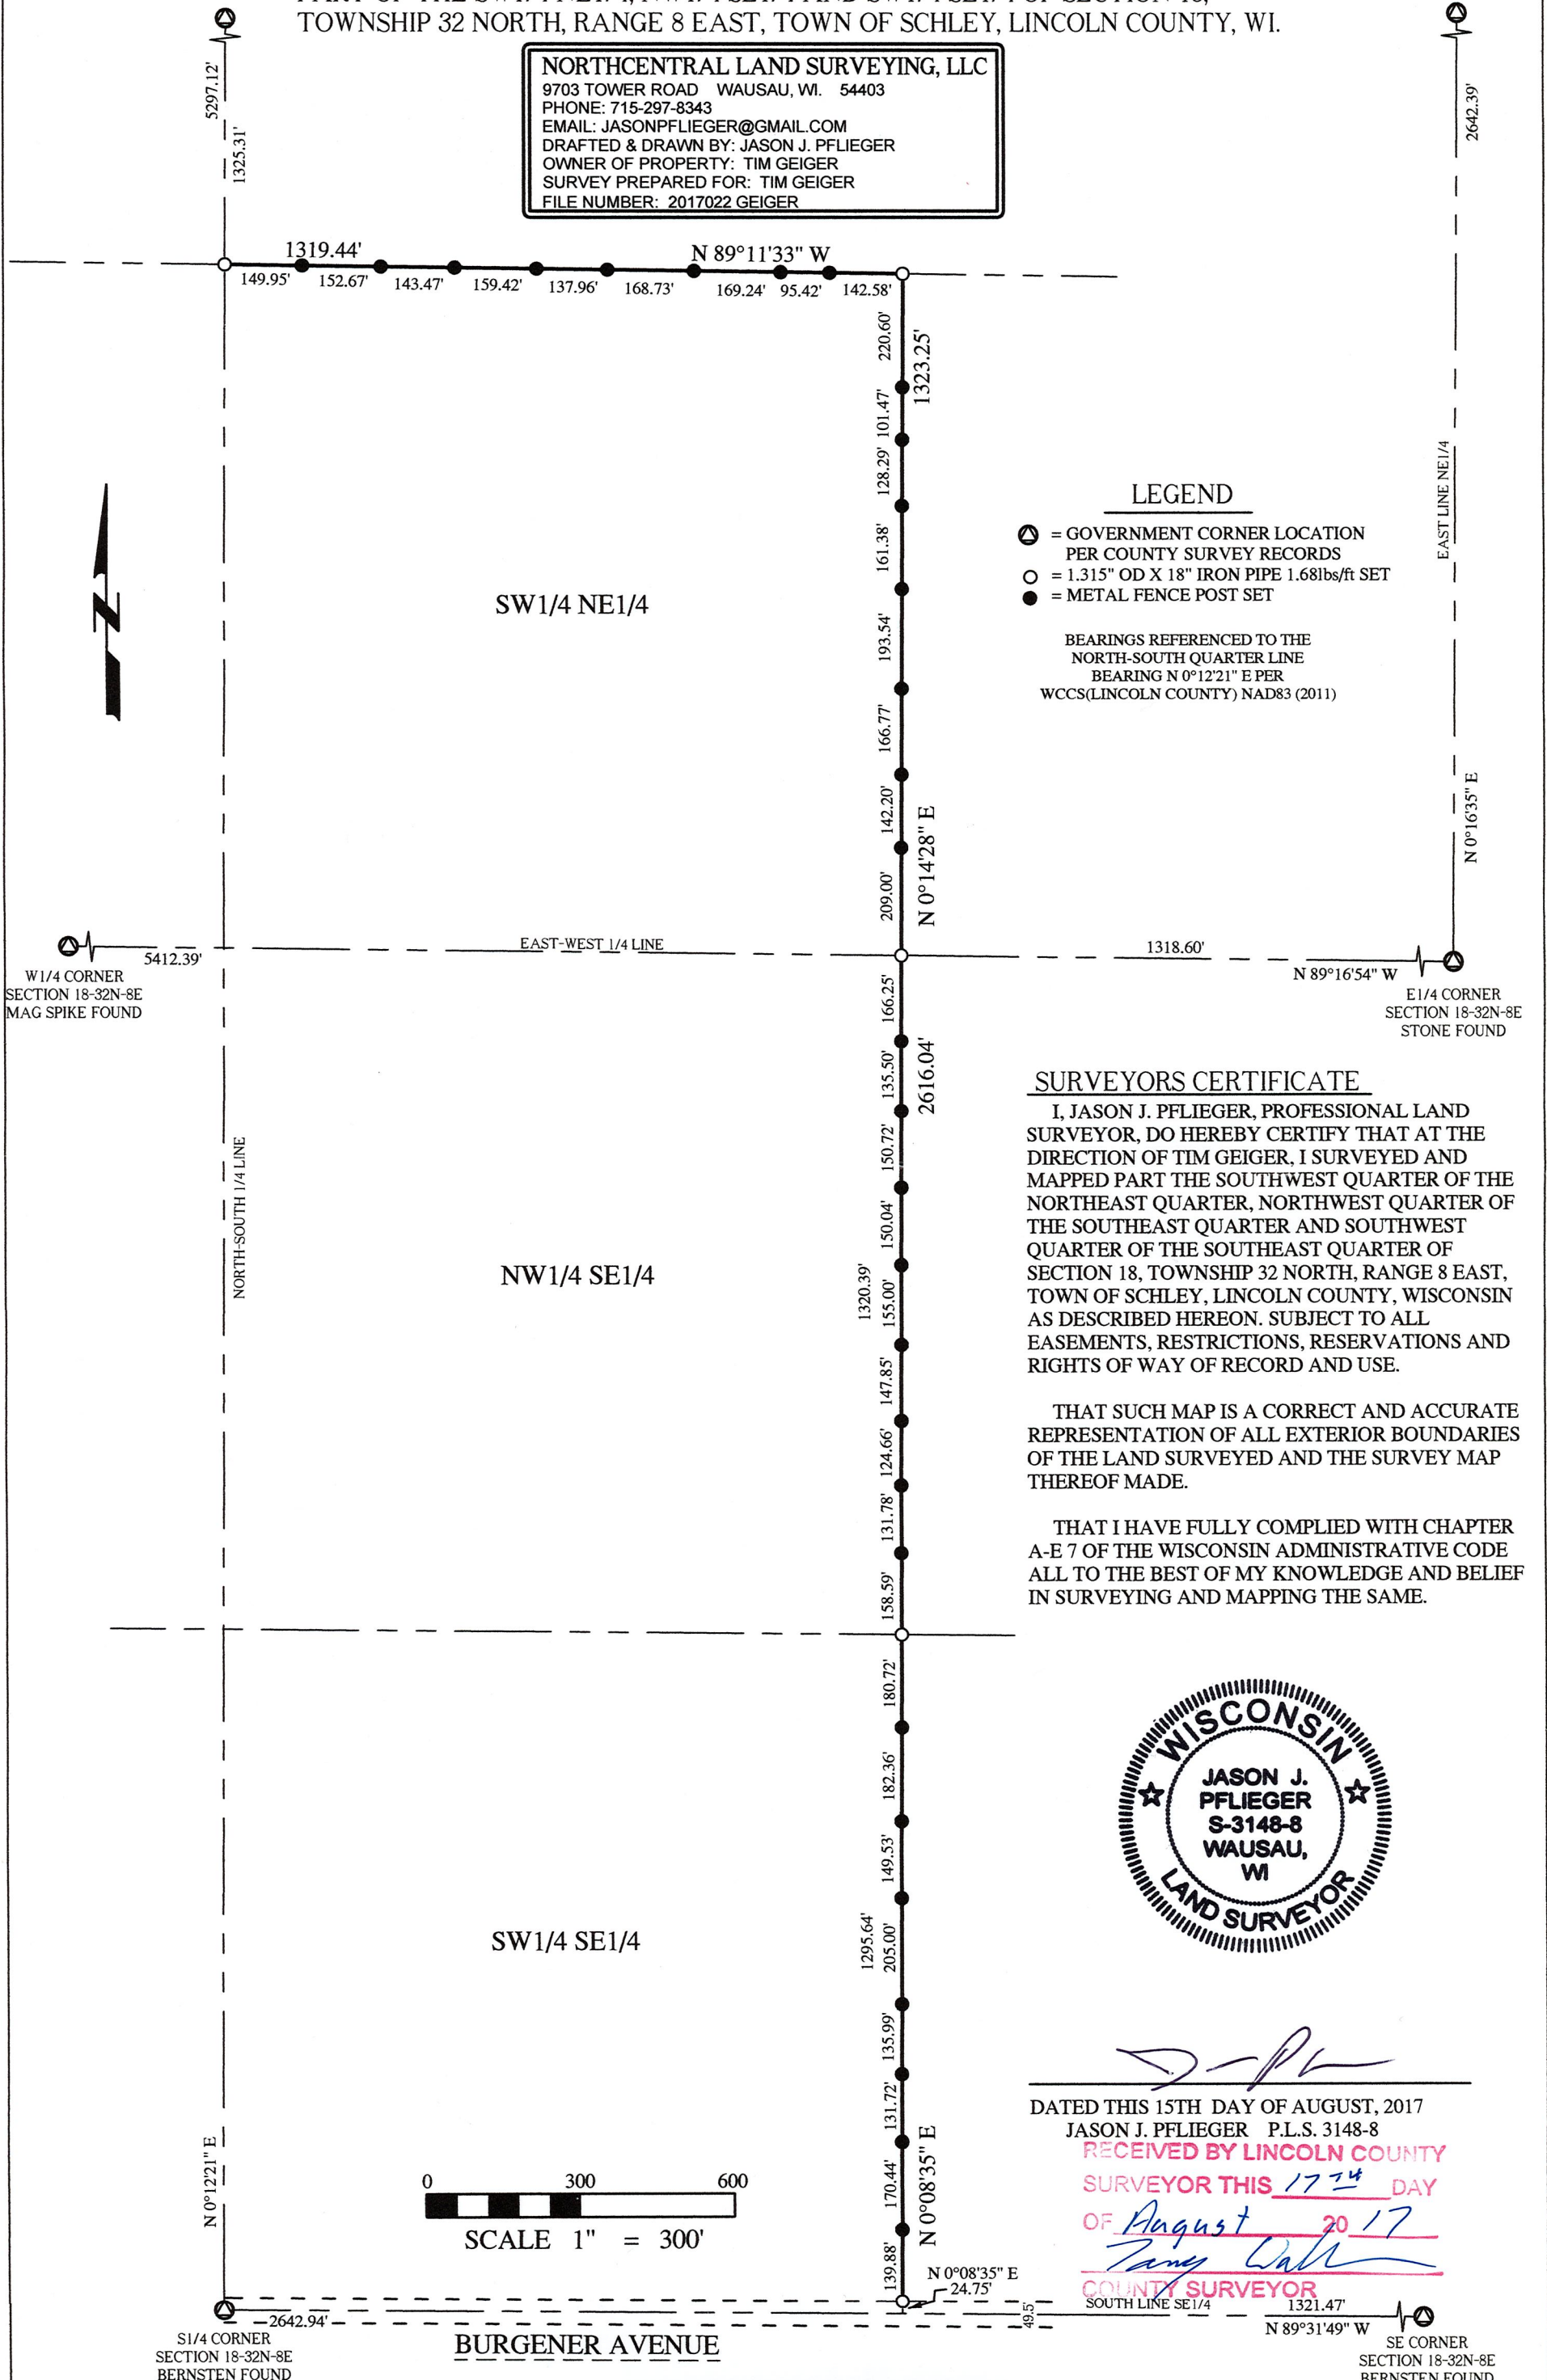 TOWNSHIP 32 NORTH, RANGE 8 EAST, TOWN OF SCHLEY, LINCOLN COUNTY, WI.
NORTHCENTRAL LAND SURVEYING, LLC
9703 TOWER ROAD WAUSAU, WI. 54403
PHONE: 715-297-8343
EMAIL: JASONPFLIEGER@GMAIL.COM
DRAFTED & DRAWN BY: JASON J. PFLIEGER
OWNER OF PROPERTY: TIM GEIGER
SURVEY PREPARED FOR: TIM GEIGER
FILE NUMBER: 2017022 GEIGER
5297.12'
1325.31'
2642.39'
1319.44'
N 89°11'33" W
149.95' 152.67' 143.47' 159.42' 137.96' 168.73' 169.24' 95.42' 142.58'
220.60'
1323.25'
101.47'
128.29'
161.38'
193.54'
166.77'
142.20'
209.00'
N 0°14'28" E
SW1/4 NE1/4
N
LEGEND
= GOVERNMENT CORNER LOCATION
PER COUNTY SURVEY RECORDS
= 1.315" OD X 18" IRON PIPE 1.68lbs/ft SET
= METAL FENCE POST SET
BEARINGS REFERENCED TO THE
NORTH-SOUTH QUARTER LINE
BEARING N 0°12'21" E PER
WCCS(LINCOLN COUNTY) NAD83 (2011)
EAST LINE NE1/4
N 0°16'35" E
EAST-WEST 1/4 LINE
5412.39'
W1/4 CORNER
SECTION 18-32N-8E
MAG SPIKE FOUND
1318.60'
N 89°16'54" W
E1/4 CORNER
SECTION 18-32N-8E
STONE FOUND
166.25'
135.50'
2616.04'
150.72'
150.04'
1320.39'
155.00'
147.85'
124.66'
131.78'
158.59'
NORTH-SOUTH 1/4 LINE
NW1/4 SE1/4
SURVEYORS CERTIFICATE
I, JASON J. PFLIEGER, PROFESSIONAL LAND
SURVEYOR, DO HEREBY CERTIFY THAT AT THE
DIRECTION OF TIM GEIGER, I SURVEYED AND
MAPPED PART THE SOUTHWEST QUARTER OF THE
NORTHEAST QUARTER, NORTHWEST QUARTER OF
THE SOUTHEAST QUARTER AND SOUTHWEST
QUARTER OF THE SOUTHEAST QUARTER OF
SECTION 18, TOWNSHIP 32 NORTH, RANGE 8 EAST,
TOWN OF SCHLEY, LINCOLN COUNTY, WISCONSIN
AS DESCRIBED HEREON. SUBJECT TO ALL
EASEMENTS, RESTRICTIONS, RESERVATIONS AND
RIGHTS OF WAY OF RECORD AND USE.
THAT SUCH MAP IS A CORRECT AND ACCURATE
REPRESENTATION OF ALL EXTERIOR BOUNDARIES
OF THE LAND SURVEYED AND THE SURVEY MAP
THEREOF MADE.
THAT I HAVE FULLY COMPLIED WITH CHAPTER
A-E 7 OF THE WISCONSIN ADMINISTRATIVE CODE
ALL TO THE BEST OF MY KNOWLEDGE AND BELIEF
IN SURVEYING AND MAPPING THE SAME.
180.72'
182.36'
149.53'
1295.64'
205.00'
135.99'
131.72'
170.44'
139.88'
N 0°08'35" E
SW1/4 SE1/4
WISCONSIN
JASON J.
PFLIEGER
S-3148-8
WAUSAU,
WI
LAND SURVEYOR
DATED THIS 15TH DAY OF AUGUST, 2017
JASON J. PFLIEGER P.L.S. 3148-8
RECEIVED BY LINCOLN COUNTY
SURVEYOR THIS 17TH DAY
OF August 2017
COUNTY SURVEYOR
N 0°12'21" E
0 300 600
SCALE 1" = 300'
N 0°08'35" E
24.75'
49.5'
SOUTH LINE SE1/4
1321.47'
N 89°31'49" W
2642.94'
BURGENER AVENUE
S1/4 CORNER
SECTION 18-32N-8E
BERNSTEN FOUND
SE CORNER
SECTION 18-32N-8E
BERNSTEN FOUND